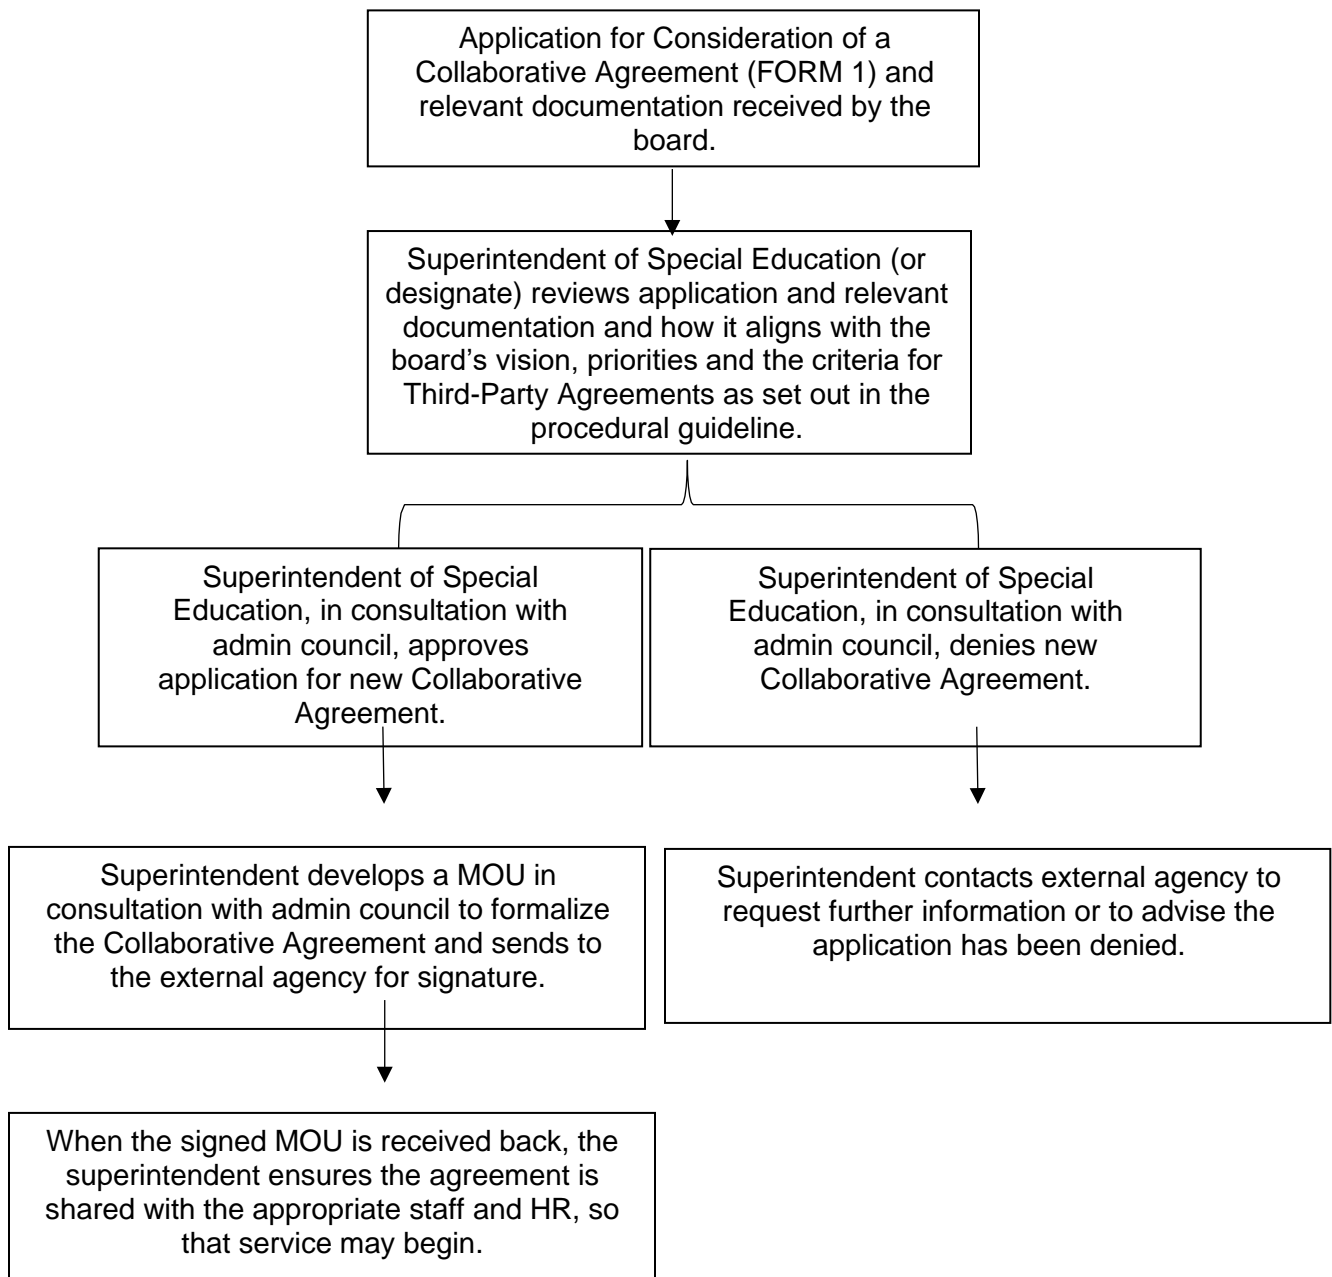 Application for Consideration of a
Collaborative Agreement (FORM 1) and
relevant documentation received by the
board.
Superintendent of Special Education (or
designate) reviews application and relevant
documentation and how it aligns with the
board’s vision, priorities and the criteria for
Third-Party Agreements as set out in the
procedural guideline.
Superintendent of Special
Education, in consultation with
admin council, approves
application for new Collaborative
Agreement.
Superintendent of Special
Education, in consultation with
admin council, denies new
Collaborative Agreement.
Superintendent develops a MOU in
consultation with admin council to formalize
the Collaborative Agreement and sends to
the external agency for signature.
Superintendent contacts external agency to
request further information or to advise the
application has been denied.
When the signed MOU is received back, the
superintendent ensures the agreement is
shared with the appropriate staff and HR, so
that service may begin.